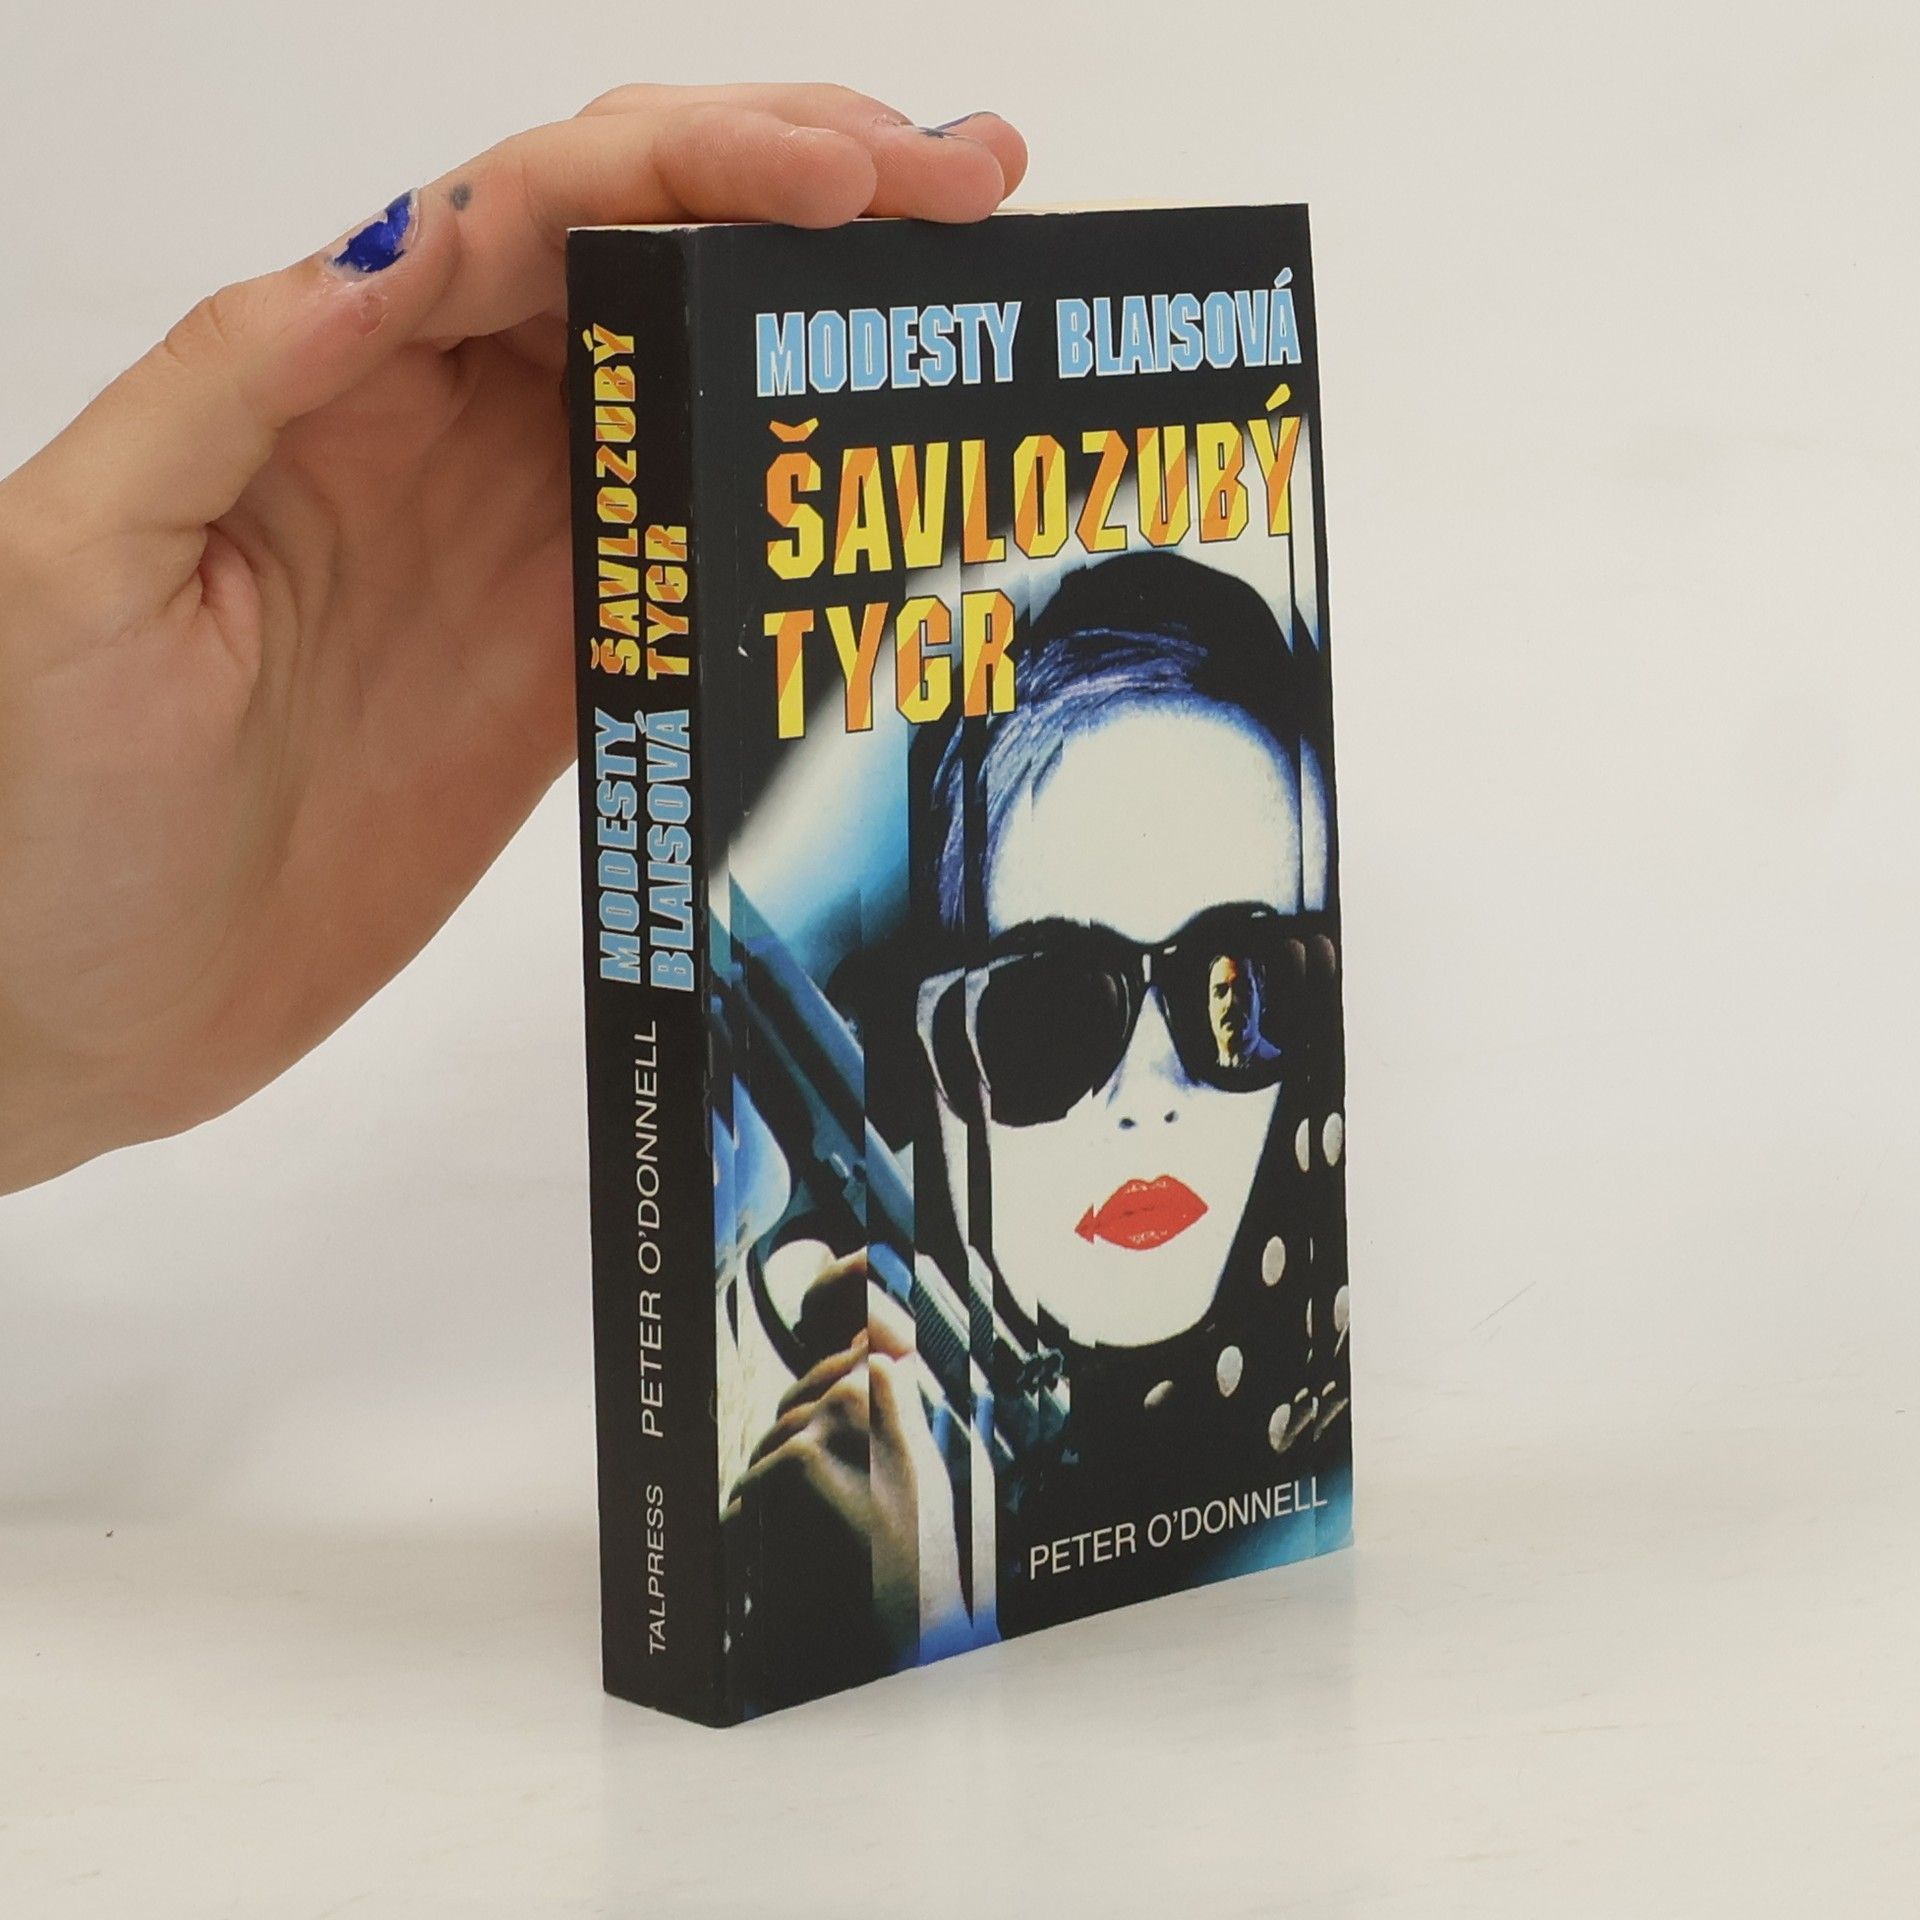 MODESTY BLAISOVÁ
ŠAVLOZUBÝ
TYGR
PETER O'DONNELL
TALPRESS PETER O'DONNELL MODESTY BLAISOVÁ ŠAVLOZUBÝ TYGR